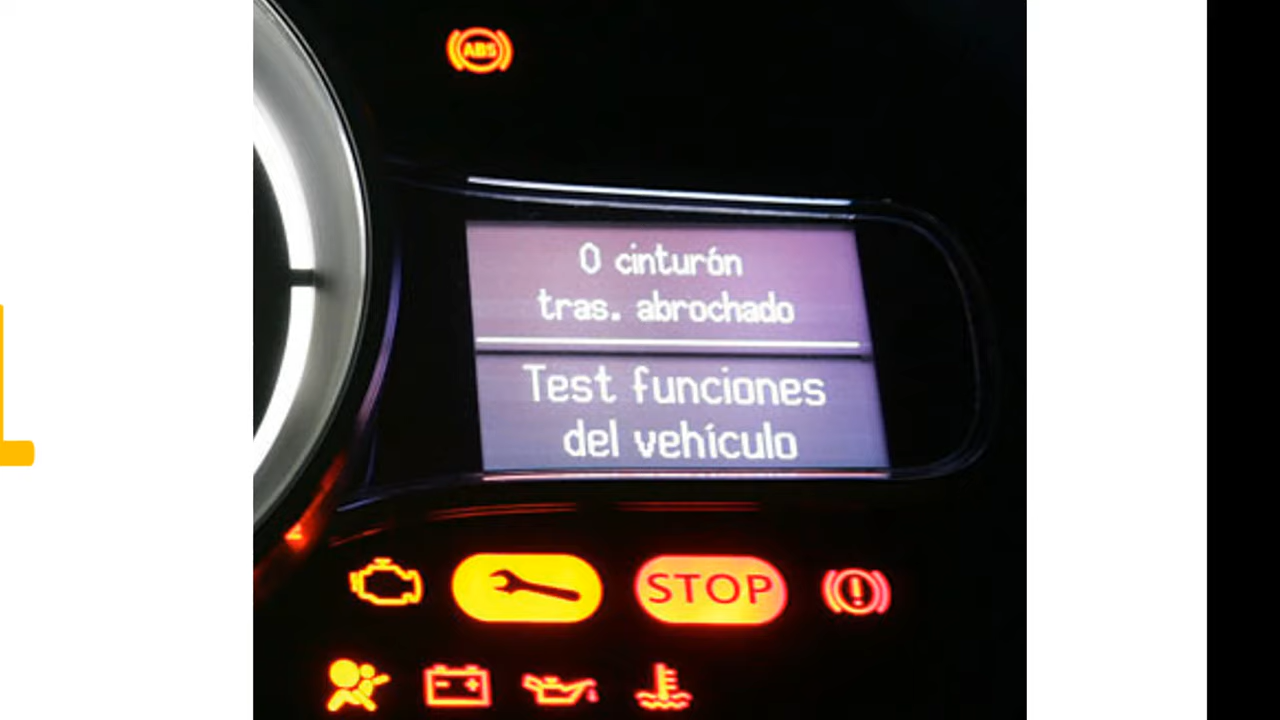 ABS
0 cinturón
tras. abrochado
Test funciones
del vehículo
STOP